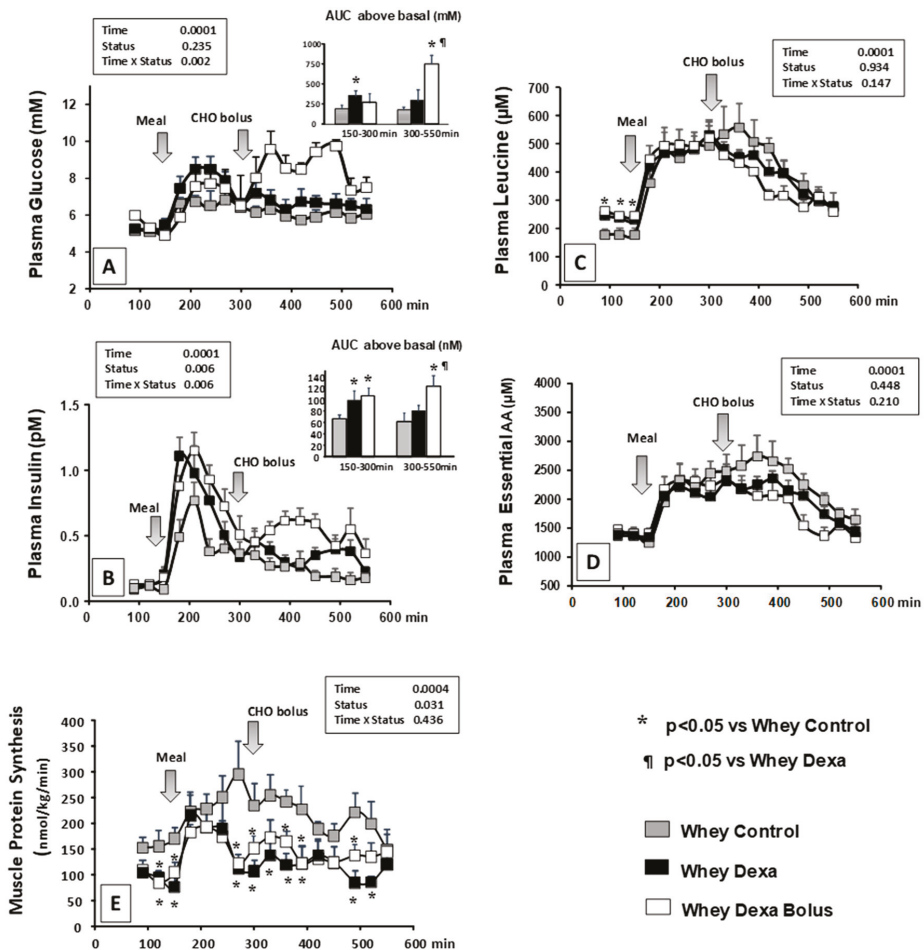 AUC above basal (mM)
Time 0.0001
Status 0.235
Time x Status 0.002
1000
750
500
250
0
* * ¶
150-300 min 300-550 min
Plasma Glucose (mM)
12
10
8
6
4
2
Meal
CHO bolus
A
0 100 200 300 400 500 600 min
Time 0.0001
Status 0.934
Time x Status 0.147
Plasma Leucine (µM)
700
600
500
400
300
200
100
0
CHO bolus
Meal
* * *
C
0 100 200 300 400 500 600 min
AUC above basal (nM)
Time 0.0001
Status 0.006
Time x Status 0.006
140
120
100
80
60
40
20
0
* * * ¶
150-300min 300-550min
Plasma Insulin (pM)
1.5
1.0
0.5
0.0
Meal
CHO bolus
B
0 100 200 300 400 500 600 min
Time 0.0001
Status 0.448
Time x Status 0.210
Plasma Essential AA (µM)
4000
3500
3000
2500
2000
1500
1000
500
CHO bolus
Meal
D
0 100 200 300 400 500 600 min
Time 0.0004
Status 0.031
Time x Status 0.436
Muscle Protein Synthesis
(nmol/kg/min)
400
350
300
250
200
150
100
50
0
Meal
CHO bolus
* * * * * * *
* * * * * * * * *
E
0 100 200 300 400 500 600 min
* p<0.05 vs Whey Control
¶ p<0.05 vs Whey Dexa
Whey Control
Whey Dexa
Whey Dexa Bolus